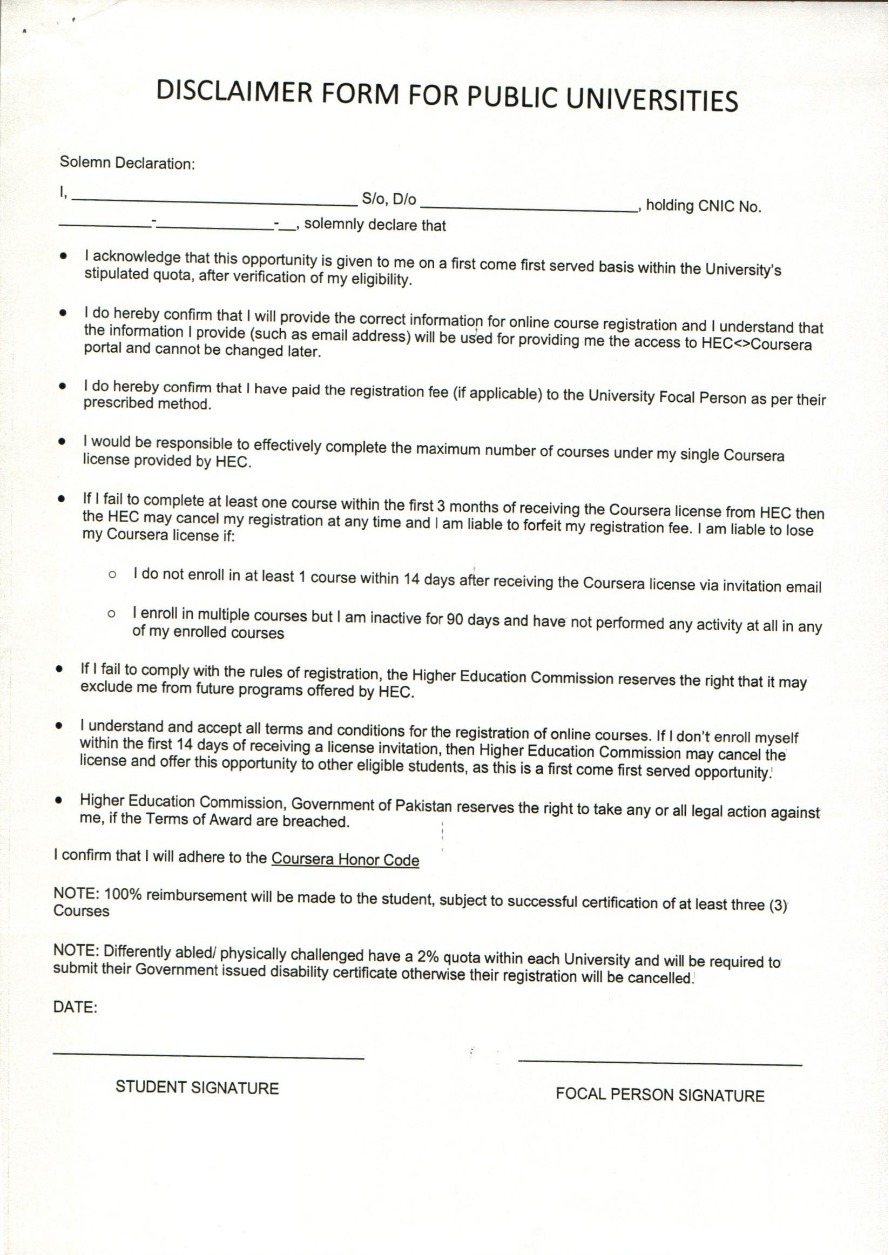 DISCLAIMER FORM FOR PUBLIC UNIVERSITIES
Solemn Declaration:
I, ______________________ S/o, D/o ______________________, holding CNIC No.
__________-_____________-__, solemnly declare that
● I acknowledge that this opportunity is given to me on a first come first served basis within the University's
stipulated quota, after verification of my eligibility.
● I do hereby confirm that I will provide the correct information for online course registration and I understand that
the information I provide (such as email address) will be used for providing me the access to HEC<>Coursera
portal and cannot be changed later.
● I do hereby confirm that I have paid the registration fee (if applicable) to the University Focal Person as per their
prescribed method.
● I would be responsible to effectively complete the maximum number of courses under my single Coursera
license provided by HEC.
● If I fail to complete at least one course within the first 3 months of receiving the Coursera license from HEC then
the HEC may cancel my registration at any time and I am liable to forfeit my registration fee. I am liable to lose
my Coursera license if:
o I do not enroll in at least 1 course within 14 days after receiving the Coursera license via invitation email
o I enroll in multiple courses but I am inactive for 90 days and have not performed any activity at all in any
of my enrolled courses
● If I fail to comply with the rules of registration, the Higher Education Commission reserves the right that it may
exclude me from future programs offered by HEC.
● I understand and accept all terms and conditions for the registration of online courses. If I don't enroll myself
within the first 14 days of receiving a license invitation, then Higher Education Commission may cancel the
license and offer this opportunity to other eligible students, as this is a first come first served opportunity.
● Higher Education Commission, Government of Pakistan reserves the right to take any or all legal action against
me, if the Terms of Award are breached.
I confirm that I will adhere to the Coursera Honor Code
NOTE: 100% reimbursement will be made to the student, subject to successful certification of at least three (3)
Courses
NOTE: Differently abled/ physically challenged have a 2% quota within each University and will be required to
submit their Government issued disability certificate otherwise their registration will be cancelled.
DATE:
STUDENT SIGNATURE
FOCAL PERSON SIGNATURE